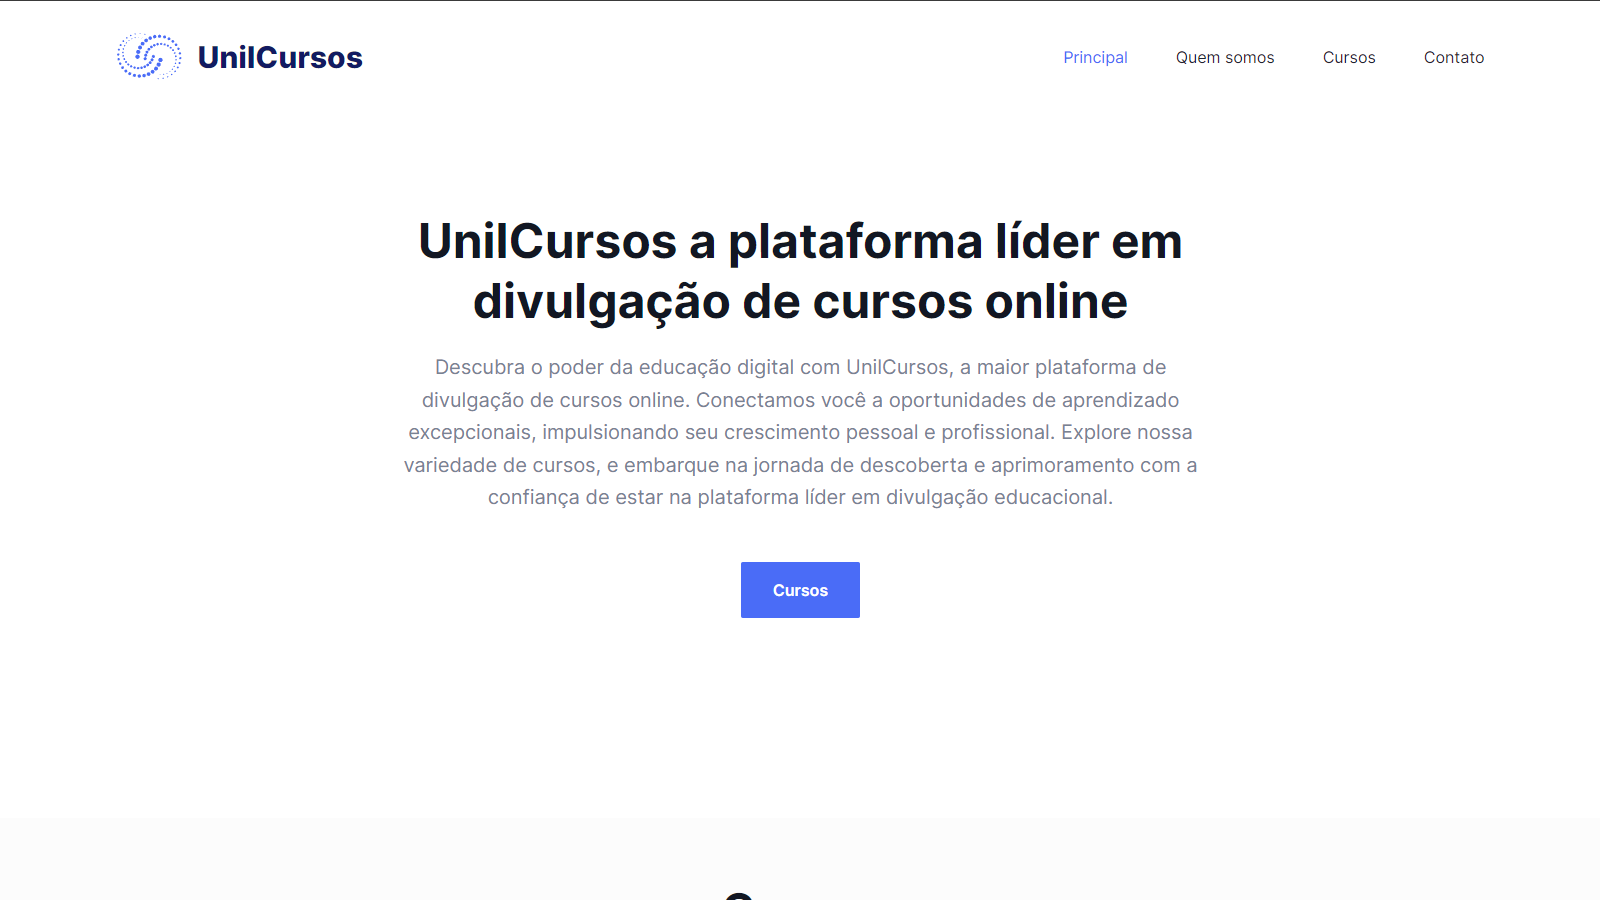 UnilCursos
Principal
Quem somos
Cursos
Contato
UnilCursos a plataforma líder em
divulgação de cursos online
Descubra o poder da educação digital com UnilCursos, a maior plataforma de
divulgação de cursos online. Conectamos você a oportunidades de aprendizado
excepcionais, impulsionando seu crescimento pessoal e profissional. Explore nossa
variedade de cursos, e embarque na jornada de descoberta e aprimoramento com a
confiança de estar na plataforma líder em divulgação educacional.
Cursos